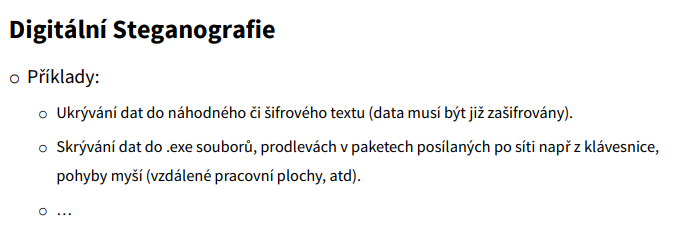 Digitální Steganografie
Příklady:
Ukrývání dat do náhodného či šifrového textu (data musí být již zašifrovány).
Skrývání dat do .exe souborů, prodlevách v paketech posílaných po síti např z klávesnice,
pohyby myší (vzdálené pracovní plochy, atd).
…